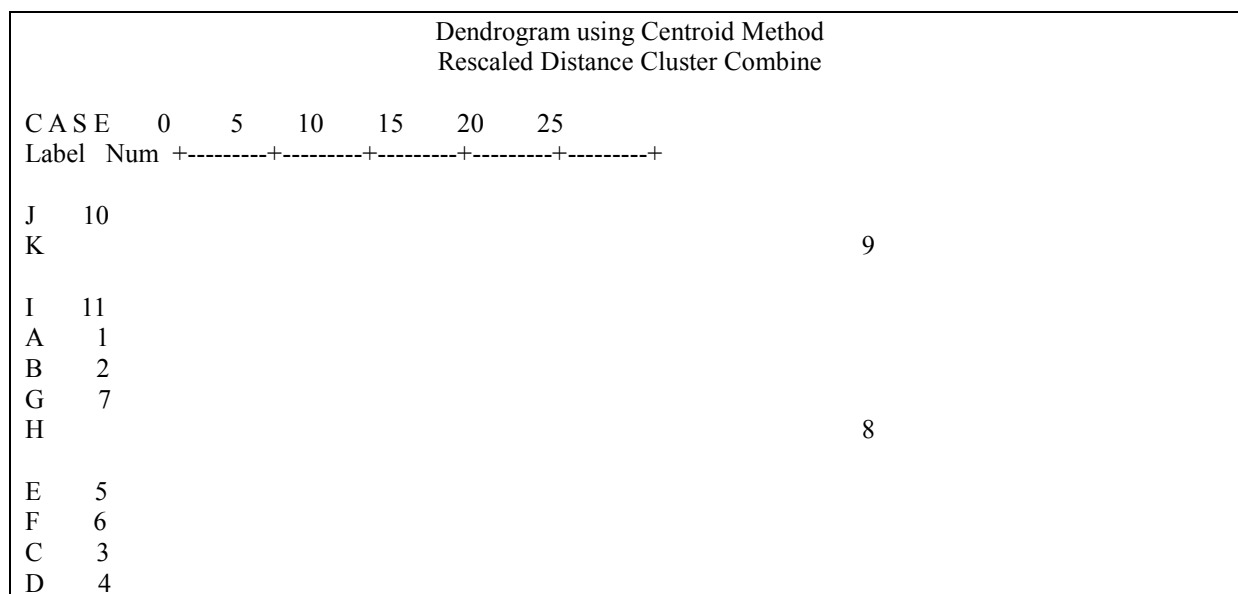 Dendrogram using Centroid Method
Rescaled Distance Cluster Combine
C A S E 0 5 10 15 20 25
Label Num +---------+---------+---------+---------+---------+
J 10
K 9
I 11
A 1
B 2
G 7
H 8
E 5
F 6
C 3
D 4